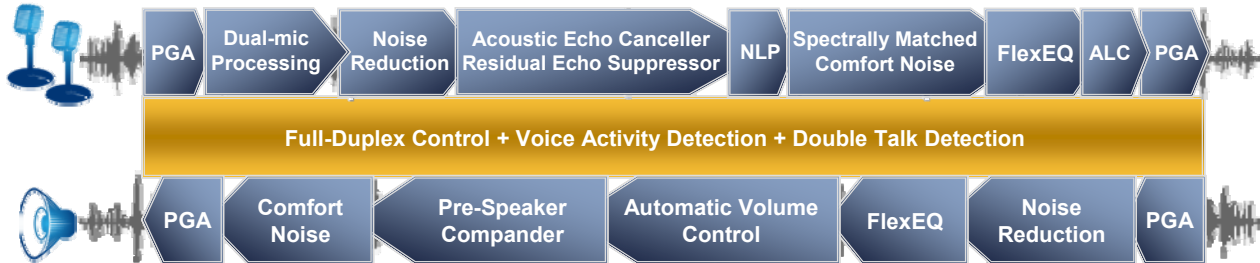 PGA
Dual-mic
Processing
Noise
Reduction
Acoustic Echo Canceller
Residual Echo Suppressor
NLP
Spectrally Matched
Comfort Noise
FlexEQ
ALC
PGA
Full-Duplex Control + Voice Activity Detection + Double Talk Detection
PGA
Comfort
Noise
Pre-Speaker
Compander
Automatic Volume
Control
FlexEQ
Noise
Reduction
PGA